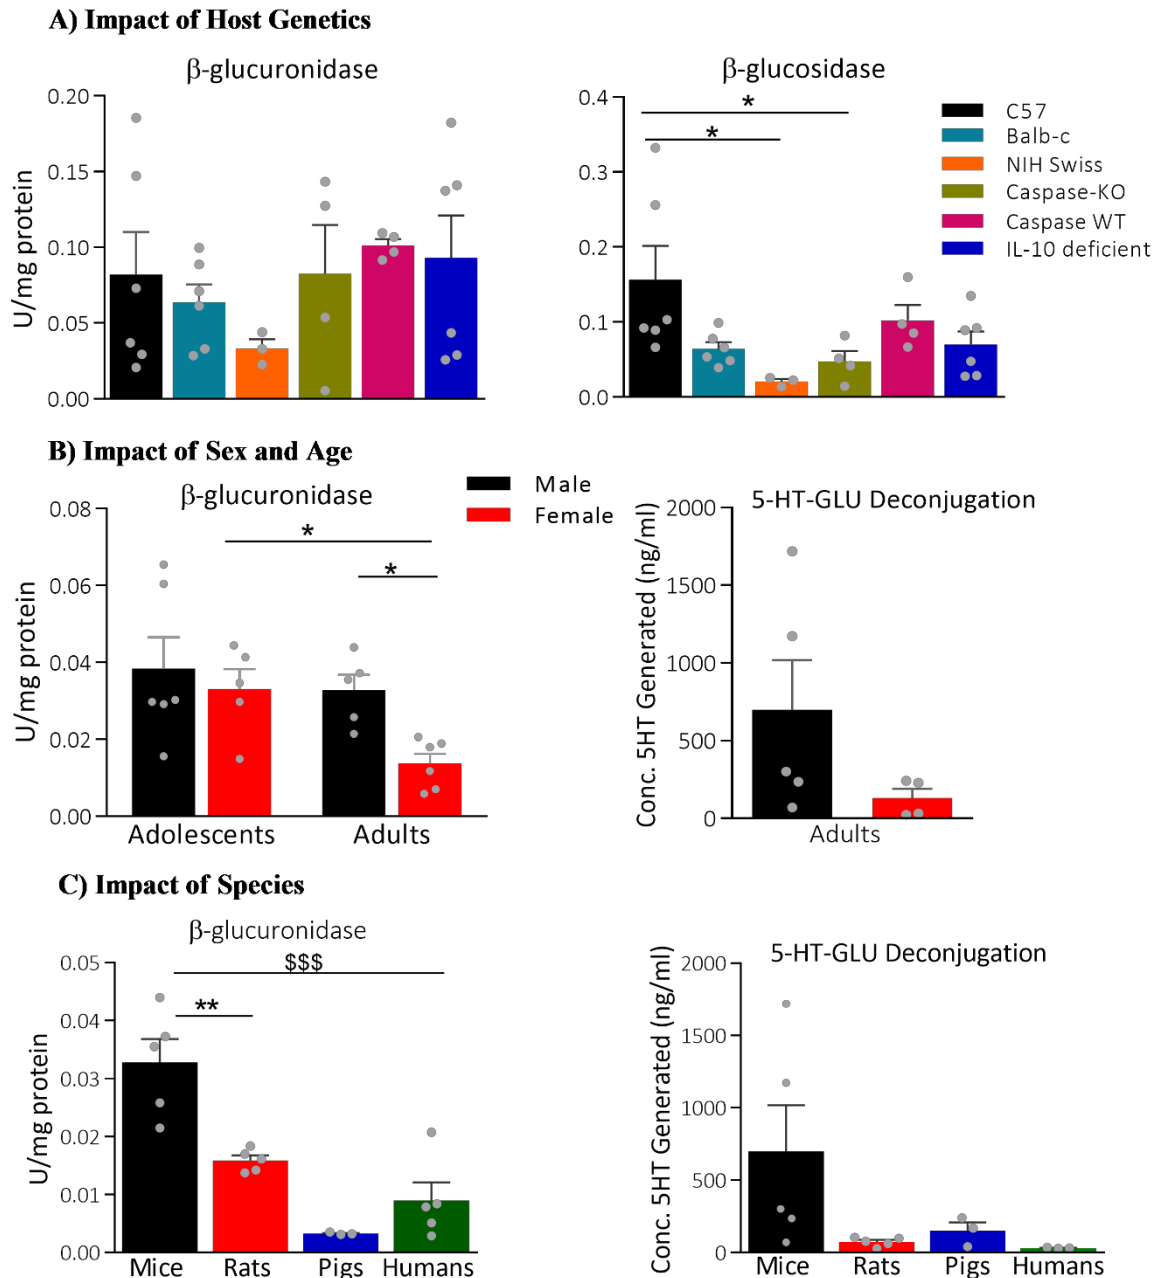 A) Impact of Host Genetics
β-glucuronidase
U/mg protein
0.20
0.15
0.10
0.05
0.00
β-glucosidase
0.4
0.3
0.2
0.1
0.0
*
*
C57
Balb-c
NIH Swiss
Caspase-KO
Caspase WT
IL-10 deficient
B) Impact of Sex and Age
β-glucuronidase
U/mg protein
0.08
0.06
0.04
0.02
0.00
*
*
Adolescents Adults
Male
Female
5-HT-GLU Deconjugation
Conc. 5HT Generated (ng/ml)
2000
1500
1000
500
0
Adults
C) Impact of Species
β-glucuronidase
U/mg protein
0.05
0.04
0.03
0.02
0.01
0.00
$$$
**
Mice Rats Pigs Humans
5-HT-GLU Deconjugation
Conc. 5HT Generated (ng/ml)
2000
1500
1000
500
0
Mice Rats Pigs Humans